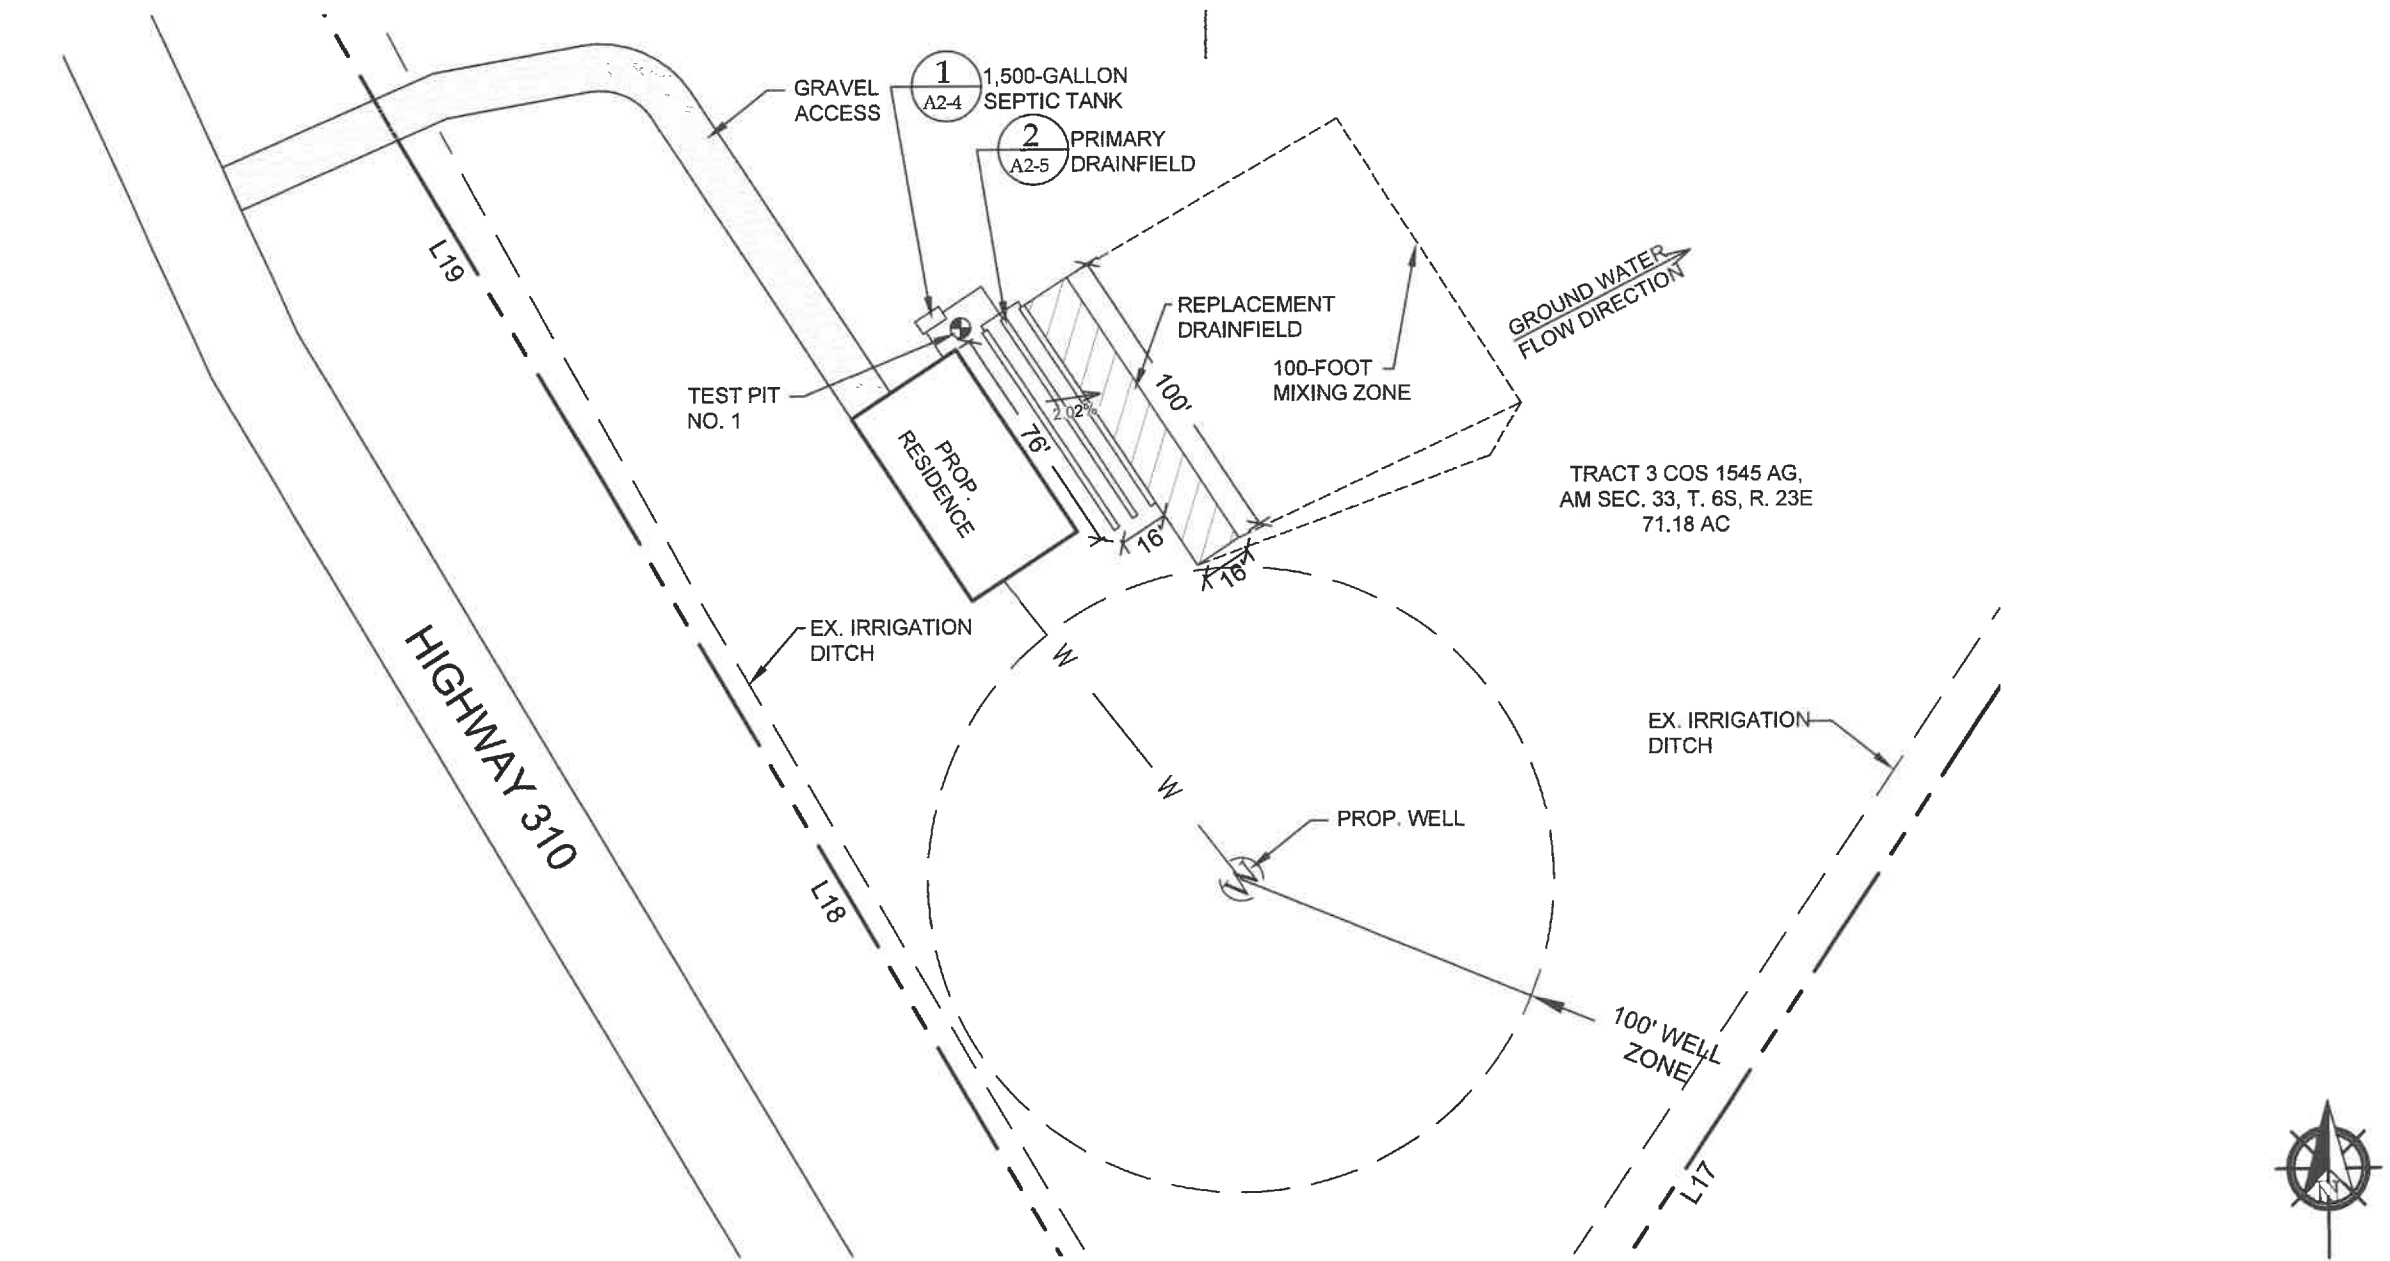 GRAVEL
ACCESS
1
A2-4
1,500-GALLON
SEPTIC TANK
2
A2-5
PRIMARY
DRAINFIELD
L19
GROUND WATER
FLOW DIRECTION
REPLACEMENT
DRAINFIELD
100-FOOT
MIXING ZONE
TEST PIT
NO. 1
2.02%
100'
76'
PROP.
RESIDENCE
16'
16'
TRACT 3 COS 1545 AG,
AM SEC. 33, T. 6S, R. 23E
71.18 AC
EX. IRRIGATION
DITCH
W
W
HIGHWAY 310
EX. IRRIGATION
DITCH
PROP. WELL
W
L18
100' WELL
ZONE
L17
N